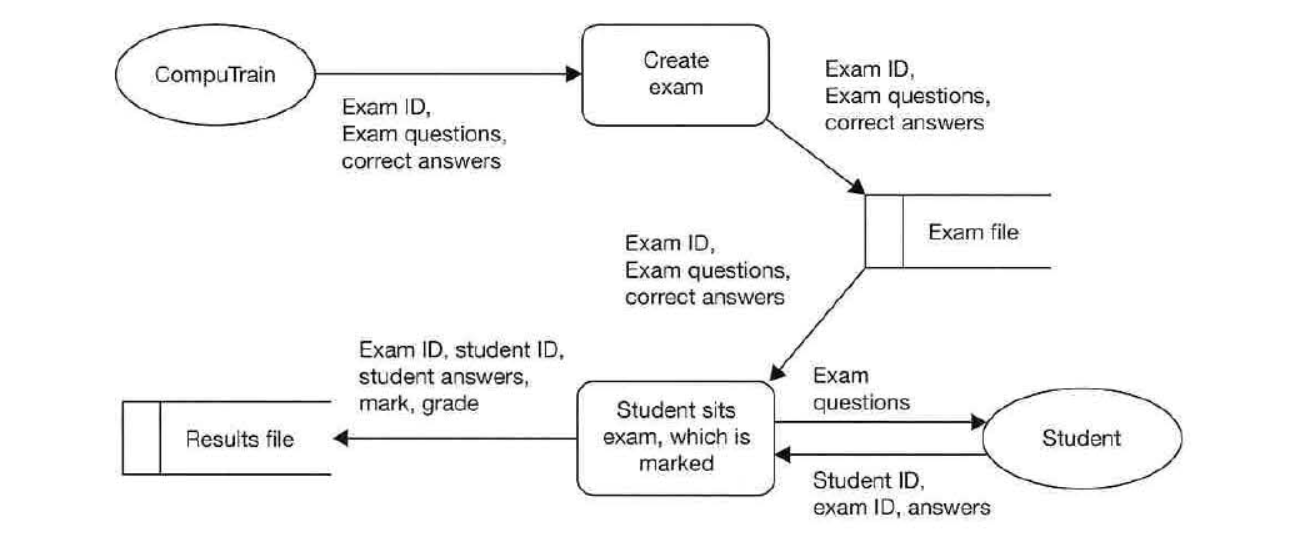 CompuTrain
Exam ID,
Exam questions,
correct answers
Create
exam
Exam ID,
Exam questions,
correct answers
Exam file
Exam ID,
Exam questions,
correct answers
Exam ID, student ID,
student answers,
mark, grade
Results file
Student sits
exam, which is
marked
Exam
questions
Student
Student ID,
exam ID, answers